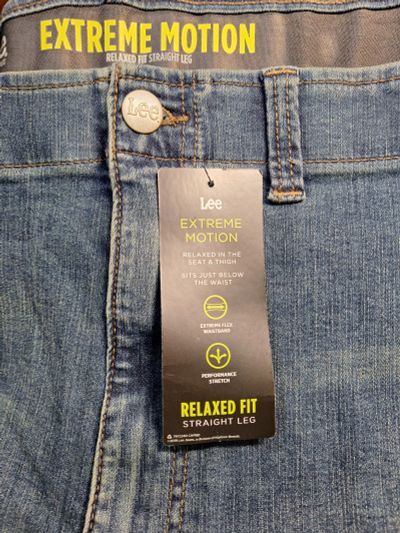 EXTREME MOTION
RELAXED FIT STRAIGHT LEG
Lee
Lee
EXTREME
MOTION
RELAXED IN THE
SEAT & THIGH
SITS JUST BELOW
THE WAIST
EXTREME FLEX
WAISTBAND
PERFORMANCE
STRETCH
RELAXED FIT
STRAIGHT LEG